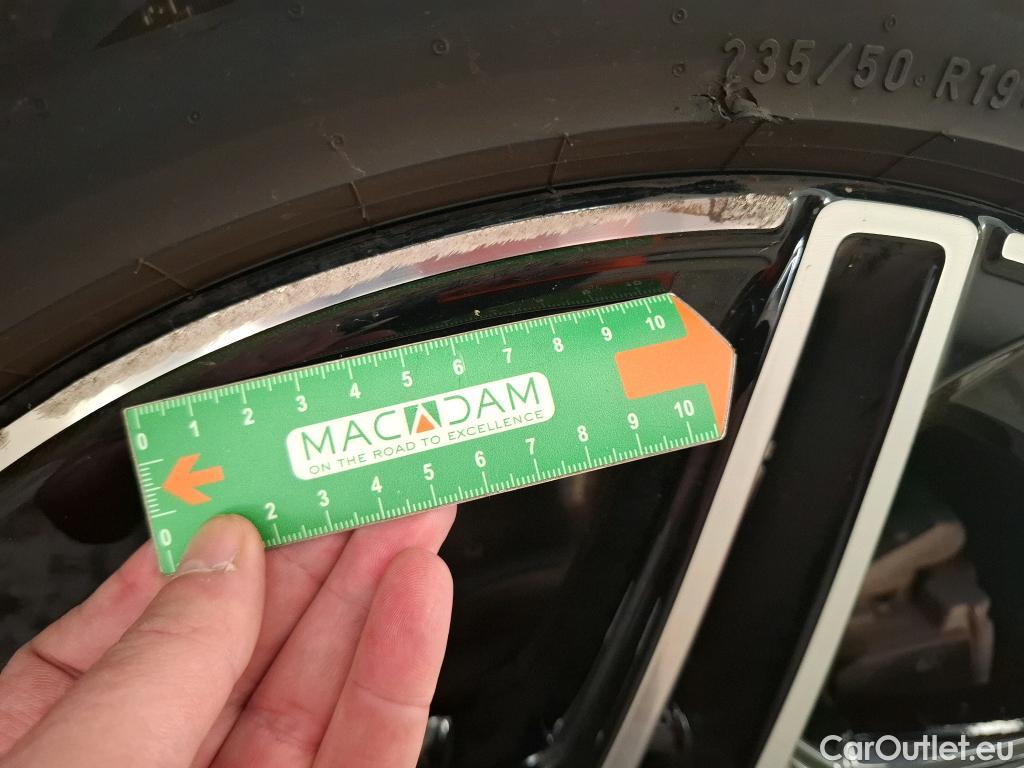 235/50 R19
0 1 2 3 4 5 6 7 8 9 10
MACADAM
ON THE ROAD TO EXCELLENCE
0 2 3 4 5 6 7 8 9 10
CarOutlet.eu